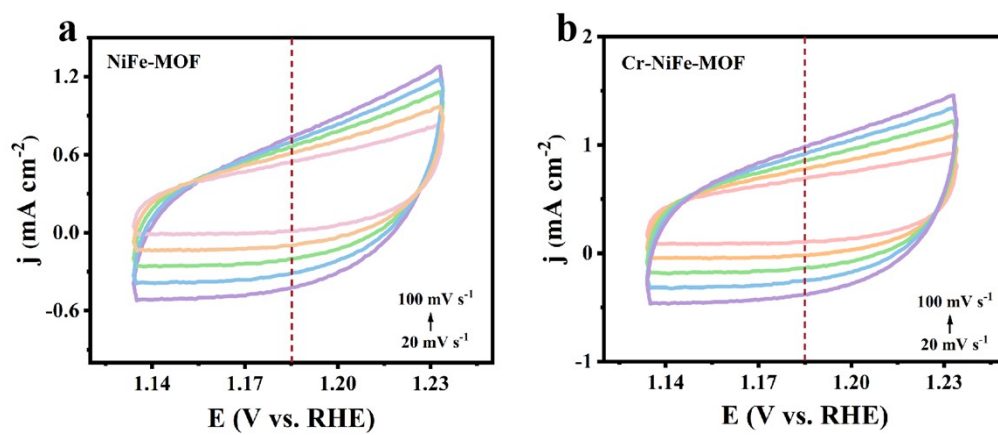 a
NiFe-MOF
1.2
0.6
0.0
-0.6
j (mA cm⁻²)
100 mV s⁻¹
20 mV s⁻¹
1.14 1.17 1.20 1.23
E (V vs. RHE)
b
Cr-NiFe-MOF
2
1
0
-1
j (mA cm⁻²)
100 mV s⁻¹
20 mV s⁻¹
1.14 1.17 1.20 1.23
E (V vs. RHE)